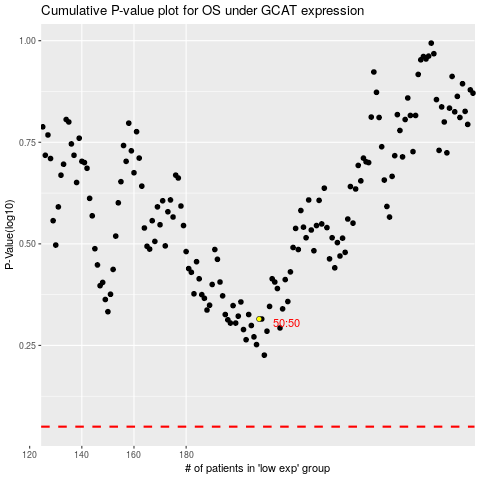 Cumulative P-value plot for OS under GCAT expression
1.00
0.75
0.50
0.25
P-Value(log10)
50:50
120 140 160 180
# of patients in 'low exp' group